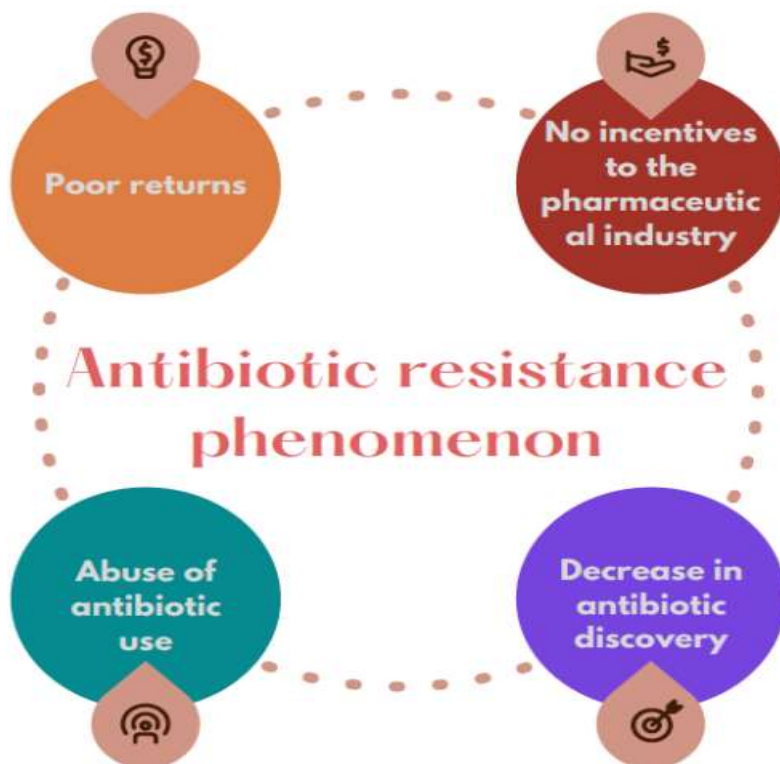 Poor returns
No incentives
to the
pharmaceutic
al industry
Antibiotic resistance
phenomenon
Abuse of
antibiotic
use
Decrease in
antibiotic
discovery